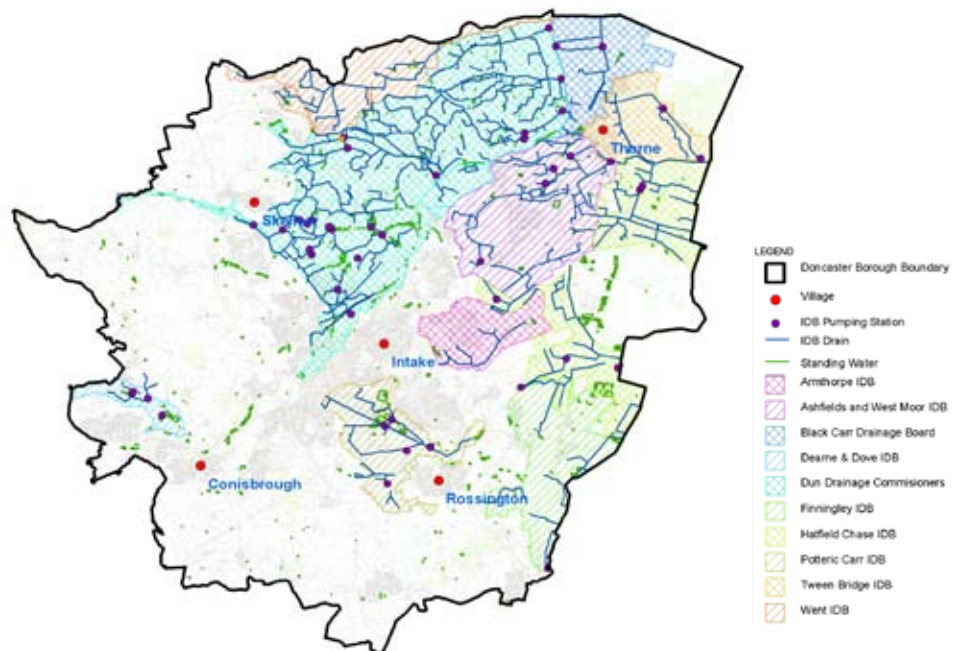 Thorne
Intake
Conisbrough
Rossington
LEGEND
Doncaster Borough Boundary
Village
IDB Pumping Station
IDB Drain
Standing Water
Armthorpe IDB
Ashfields and West Moor IDB
Black Carr Drainage Board
Dearne & Dove IDB
Dun Drainage Commisioners
Finningley IDB
Hatfield Chase IDB
Potteric Carr IDB
Tween Bridge IDB
Went IDB